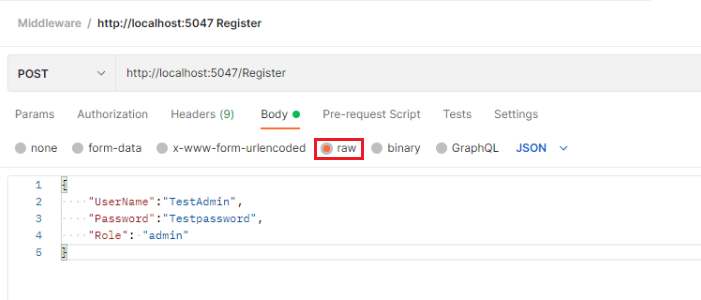 Middleware / http://localhost:5047 Register
POST http://localhost:5047/Register
Params Authorization Headers (9) Body Pre-request Script Tests Settings
none form-data x-www-form-urlencoded raw binary GraphQL JSON
1 {
2 "UserName":"TestAdmin",
3 "Password":"Testpassword",
4 "Role": "admin"
5 }